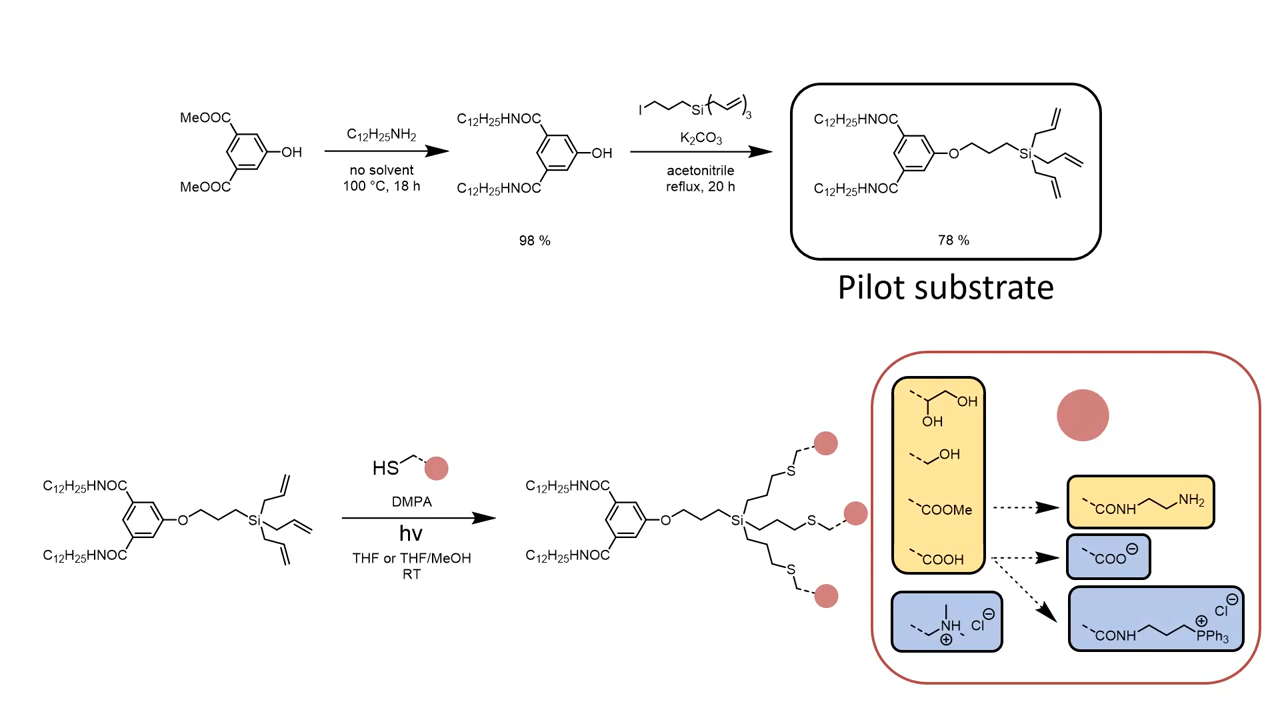 MeOOC
MeOOC
OH
C₁₂H₂₅NH₂
no solvent
100 °C, 18 h
C₁₂H₂₅HNOC
C₁₂H₂₅HNOC
OH
98 %
I
Si
3
K₂CO₃
acetonitrile
reflux, 20 h
C₁₂H₂₅HNOC
C₁₂H₂₅HNOC
O
Si
78 %
Pilot substrate
C₁₂H₂₅HNOC
C₁₂H₂₅HNOC
O
Si
HS
DMPA
hv
THF or THF/MeOH
RT
C₁₂H₂₅HNOC
C₁₂H₂₅HNOC
O
Si
S
S
S
OH
OH
OH
COOMe
COOH
NH
⊕
Cl⊖
CONH
NH₂
COO⊖
CONH
⊕
PPh₃
Cl⊖